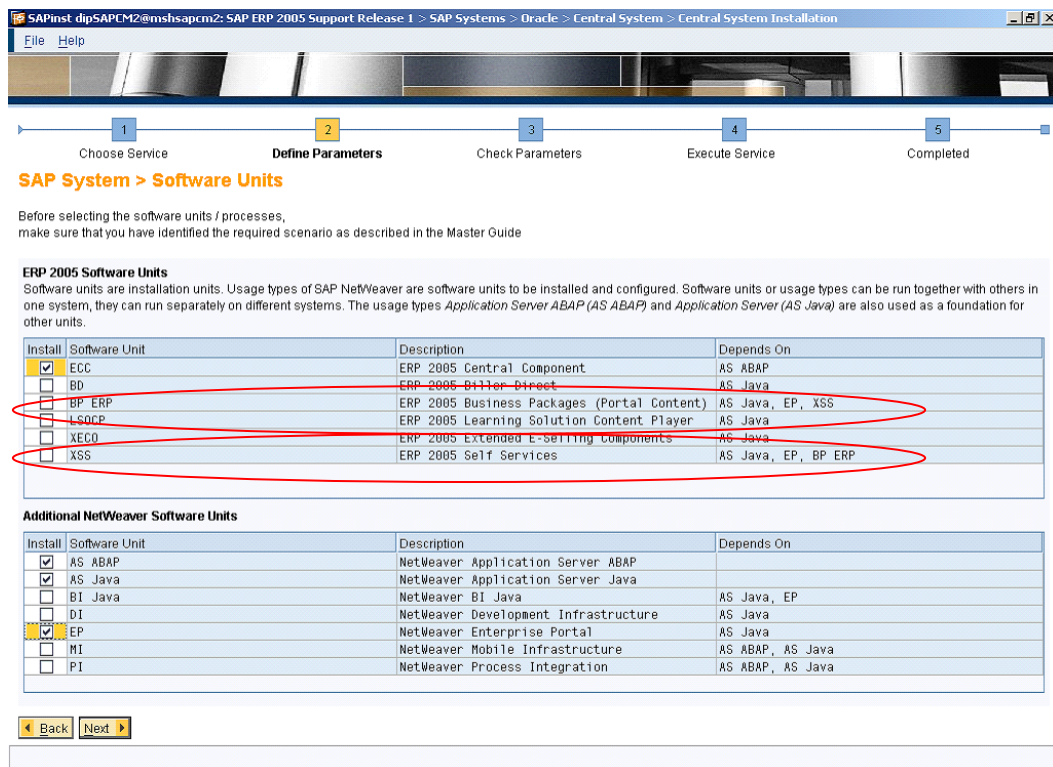 SAPinst dipSAPCM2@mshsapcm2: SAP ERP 2005 Support Release 1 > SAP Systems > Oracle > Central System > Central System Installation
File Help
1 2 3 4 5
Choose Service Define Parameters Check Parameters Execute Service Completed
SAP System > Software Units
Before selecting the software units / processes,
make sure that you have identified the required scenario as described in the Master Guide
ERP 2005 Software Units
Software units are installation units. Usage types of SAP NetWeaver are software units to be installed and configured. Software units or usage types can be run together with others in
one system, they can run separately on different systems. The usage types Application Server ABAP (AS ABAP) and Application Server (AS Java) are also used as a foundation for
other units.
Install Software Unit Description Depends On
ECC ERP 2005 Central Component AS ABAP
BD ERP 2005 Biller Direct AS Java
BP ERP ERP 2005 Business Packages (Portal Content) AS Java, EP, XSS
LSOCP ERP 2005 Learning Solution Content Player AS Java
XECO ERP 2005 Extended E-Selling Components AS Java
XSS ERP 2005 Self Services AS Java, EP, BP ERP
Additional NetWeaver Software Units
Install Software Unit Description Depends On
AS ABAP NetWeaver Application Server ABAP
AS Java NetWeaver Application Server Java
BI Java NetWeaver BI Java AS Java, EP
DI NetWeaver Development Infrastructure AS Java
EP NetWeaver Enterprise Portal AS Java
MI NetWeaver Mobile Infrastructure AS ABAP, AS Java
PI NetWeaver Process Integration AS ABAP, AS Java
Back Next